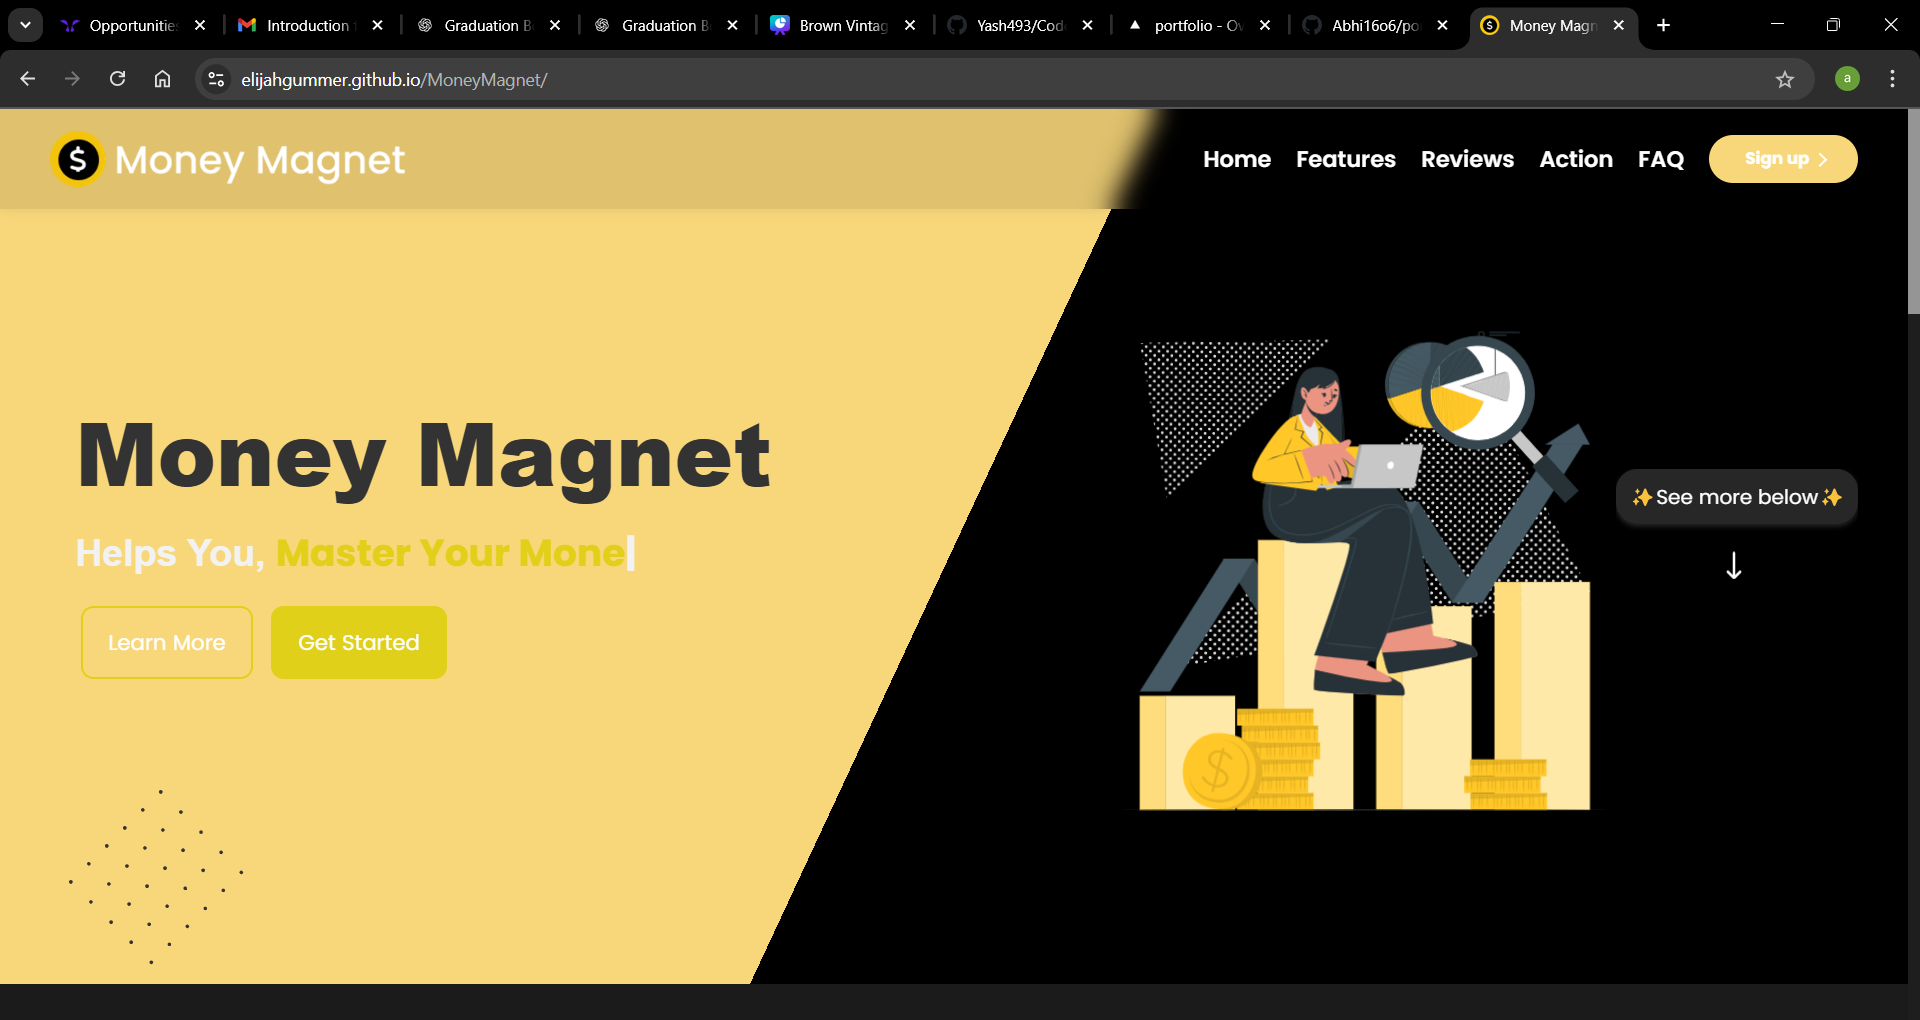 Opportunitie
Introduction
Graduation B
Graduation B
Brown Vintag
Yash493/Cod
portfolio - Ov
Abhi16o6/po
Money Magn
elijahgummer.github.io/MoneyMagnet/
a
$ Money Magnet
Home
Features
Reviews
Action
FAQ
Sign up
Money Magnet
Helps You, Master Your Mone|
Learn More
Get Started
✨See more below✨
$